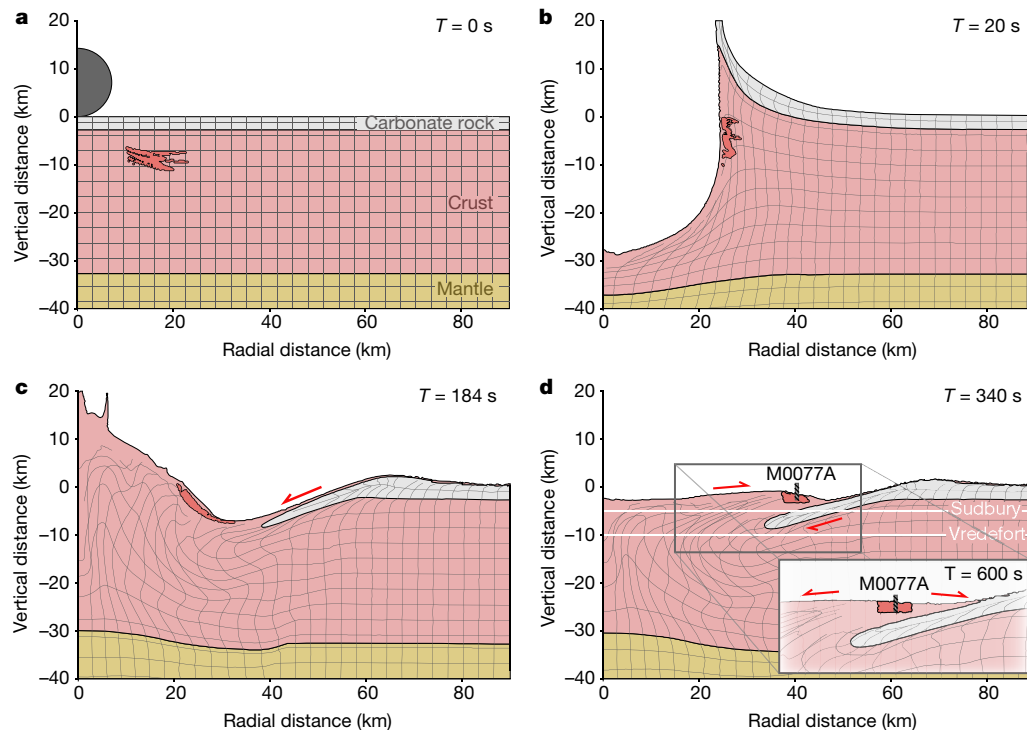 a
T = 0 s
20
10
0
–10
–20
–30
–40
Vertical distance (km)
Carbonate rock
Crust
Mantle
0 20 40 60 80
Radial distance (km)
b
T = 20 s
20
10
0
–10
–20
–30
–40
Vertical distance (km)
0 20 40 60 80
Radial distance (km)
c
T = 184 s
20
10
0
–10
–20
–30
–40
Vertical distance (km)
0 20 40 60 80
Radial distance (km)
d
T = 340 s
20
10
0
–10
–20
–30
–40
Vertical distance (km)
M0077A
Sudbury
Vredefort
T = 600 s
M0077A
0 20 40 60 80
Radial distance (km)